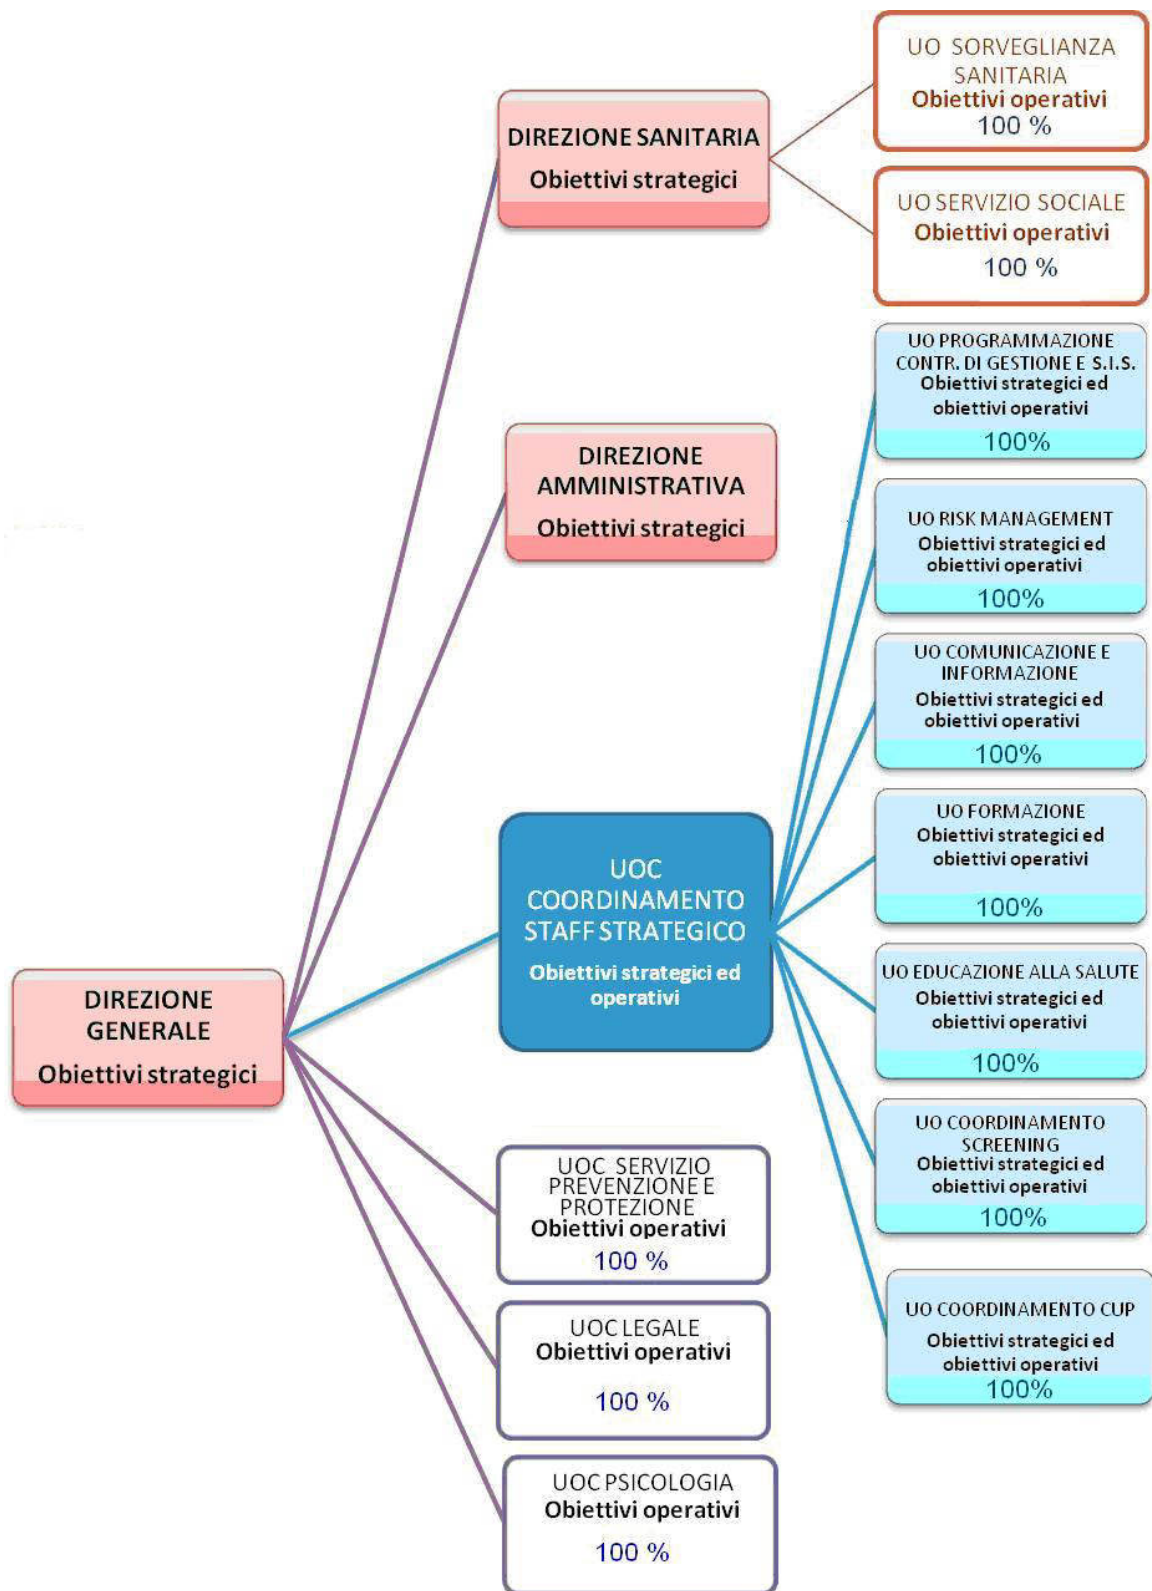 UO SORVEGLIANZA
SANITARIA
Obiettivi operativi
100 %
DIREZIONE SANITARIA
Obiettivi strategici
UO SERVIZIO SOCIALE
Obiettivi operativi
100 %
UO PROGRAMMAZIONE
CONTR. DI GESTIONE E S.I.S.
Obiettivi strategici ed
obiettivi operativi
100%
DIREZIONE
AMMINISTRATIVA
Obiettivi strategici
UO RISK MANAGEMENT
Obiettivi strategici ed
obiettivi operativi
100%
UO COMUNICAZIONE E
INFORMAZIONE
Obiettivi strategici ed
obiettivi operativi
100%
UO FORMAZIONE
Obiettivi strategici ed
obiettivi operativi
100%
UOC
COORDINAMENTO
STAFF STRATEGICO
Obiettivi strategici ed
operativi
UO EDUCAZIONE ALLA SALUTE
Obiettivi strategici ed
obiettivi operativi
100%
DIREZIONE
GENERALE
Obiettivi strategici
UO COORDINAMENTO
SCREENING
Obiettivi strategici ed
obiettivi operativi
100%
UOC SERVIZIO
PREVENZIONE E
PROTEZIONE
Obiettivi operativi
100 %
UO COORDINAMENTO CUP
Obiettivi strategici ed
obiettivi operativi
100%
UOC LEGALE
Obiettivi operativi
100 %
UOC PSICOLOGIA
Obiettivi operativi
100 %